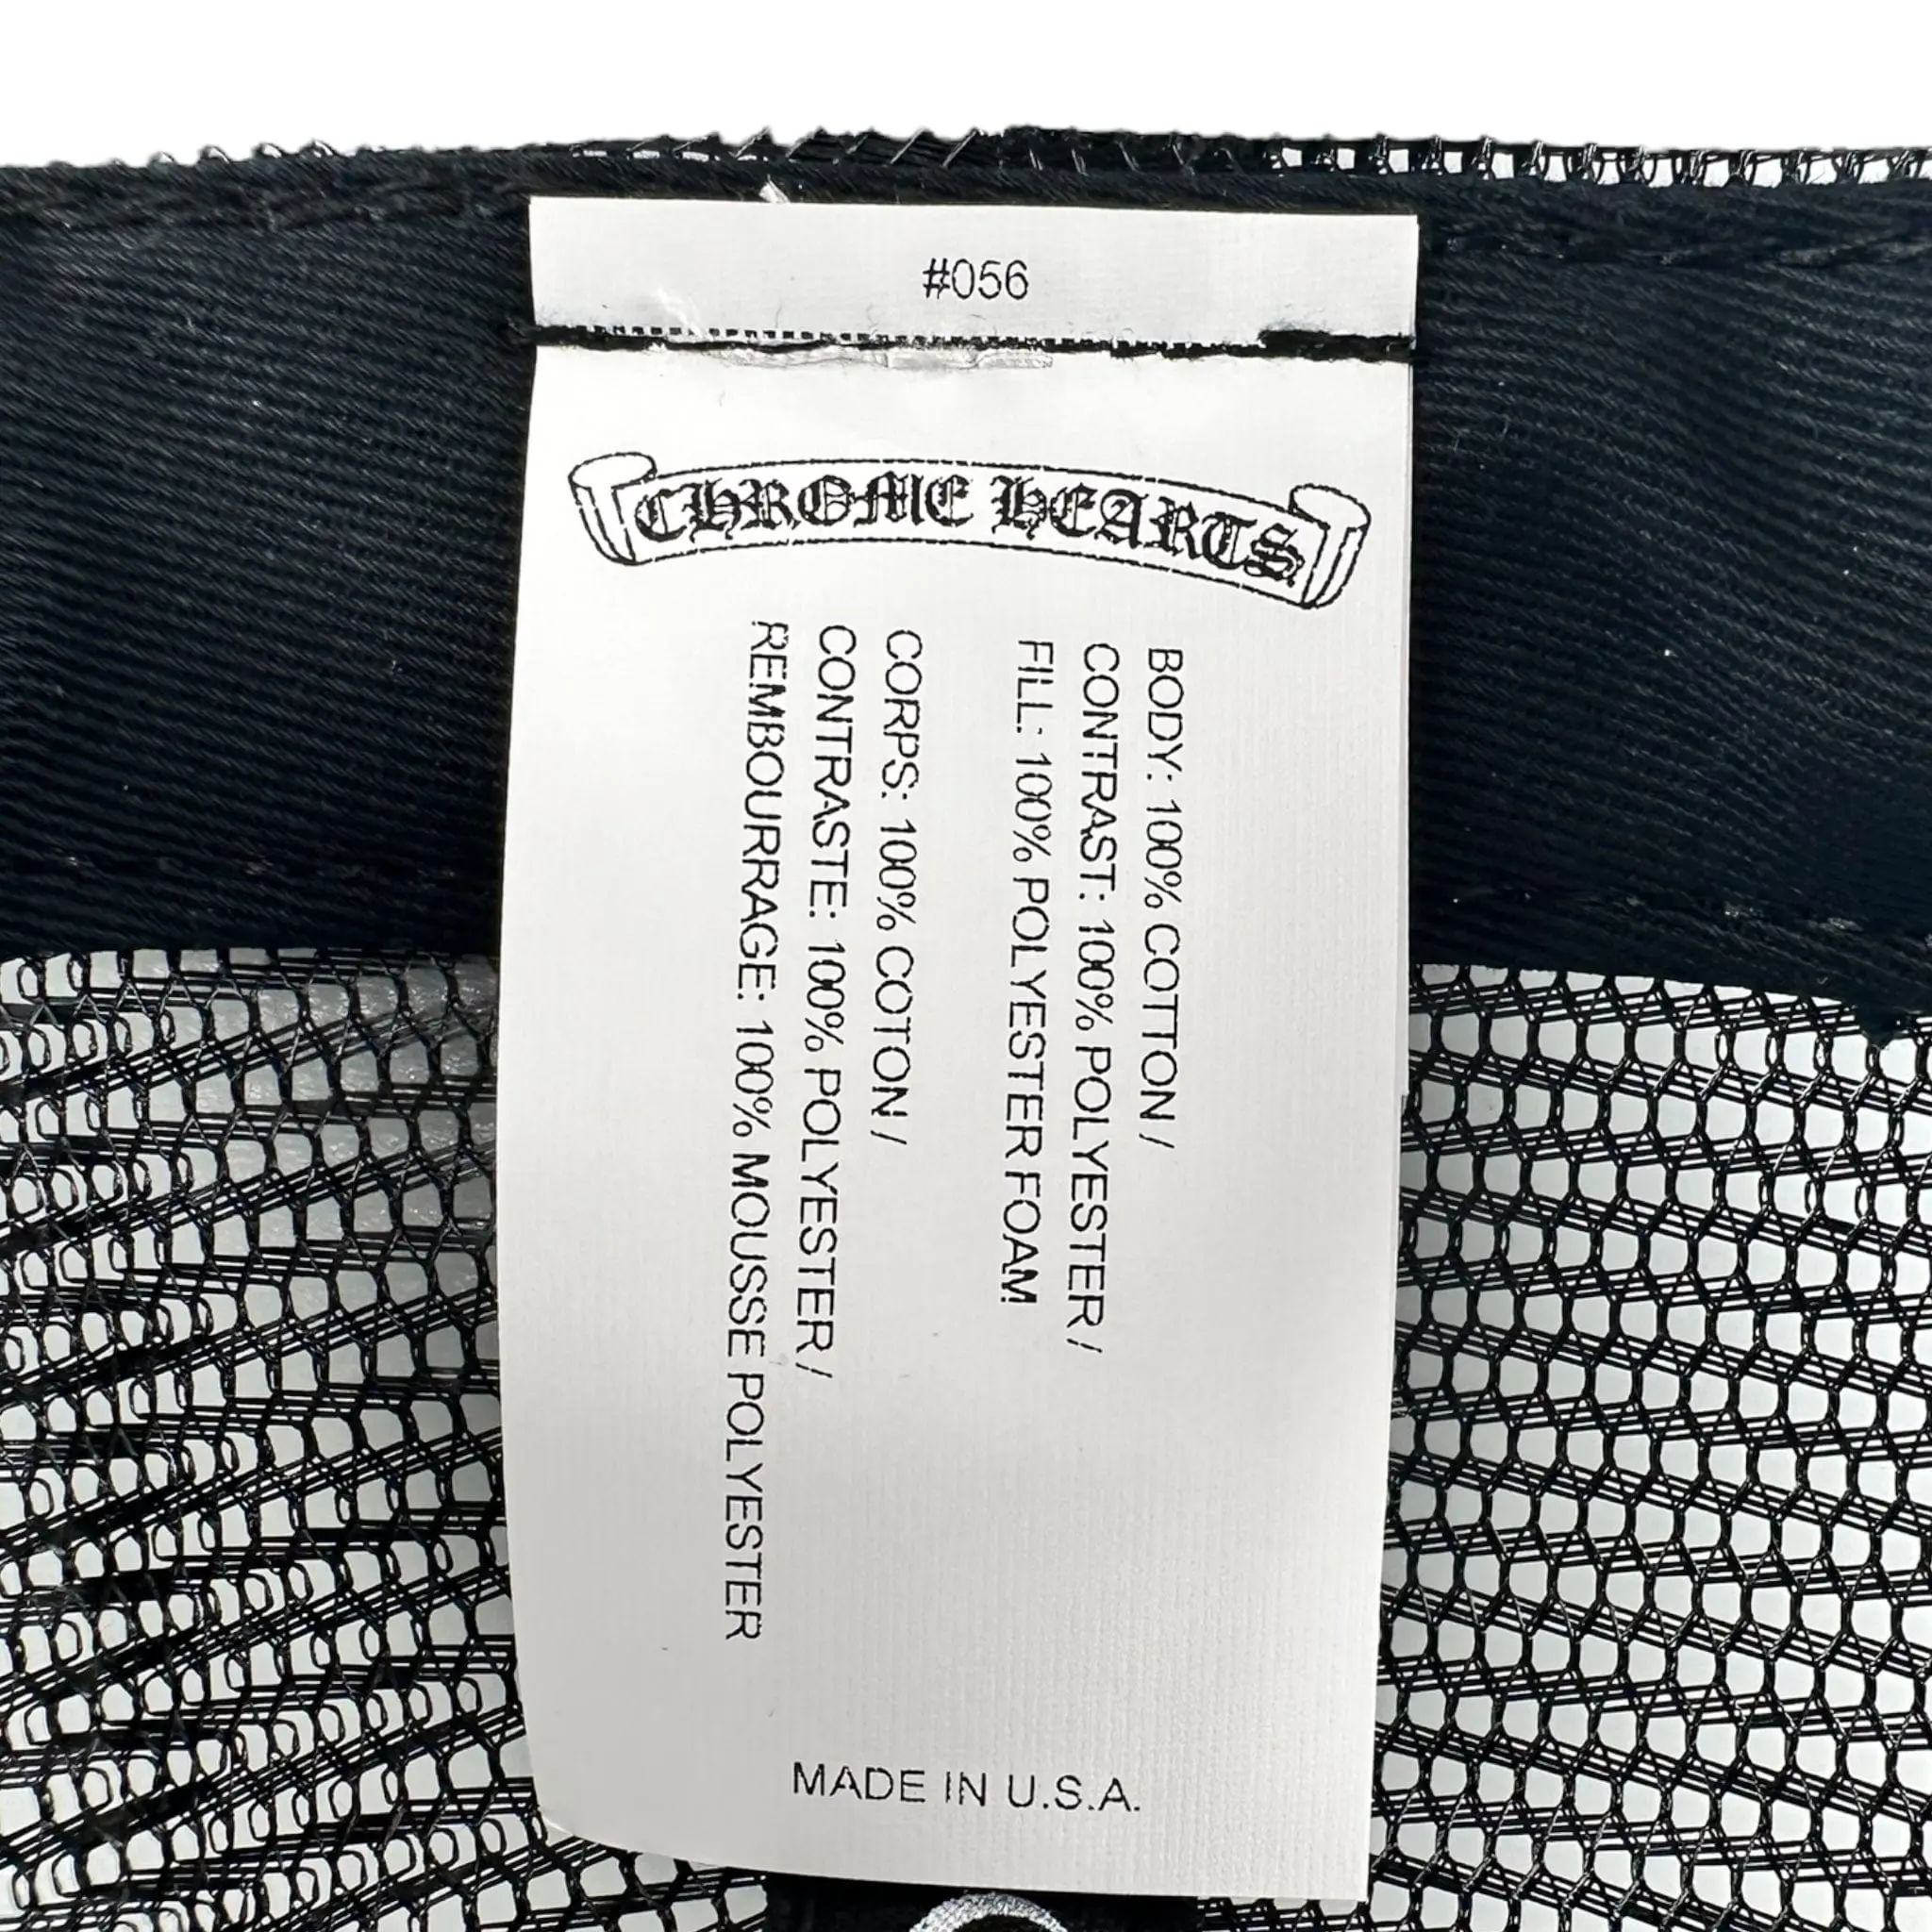 #056
CHROME HEARTS
BODY: 100% COTTON /
CONTRAST: 100% POLYESTER /
FILL: 100% POLYESTER FOAM
CORPS: 100% COTON /
CONTRASTE: 100% POLYESTER /
REMBOURRAGE: 100% MOUSSE POLYESTER
MADE IN U.S.A.